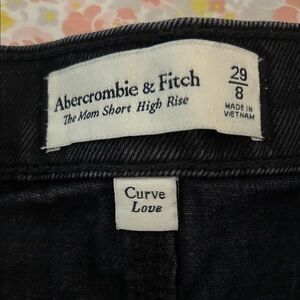 Abercrombie & Fitch
The Mom Short High Rise
29
8
MADE IN
VIETNAM
Curve
Love